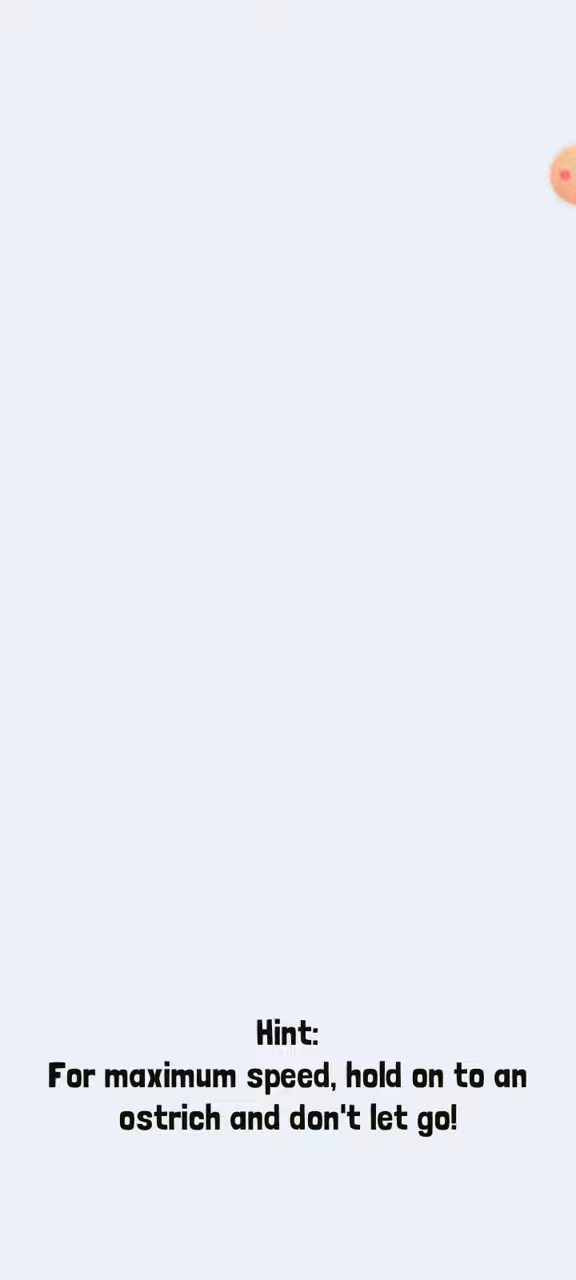 Hint:
For maximum speed, hold on to an
ostrich and don't let go!